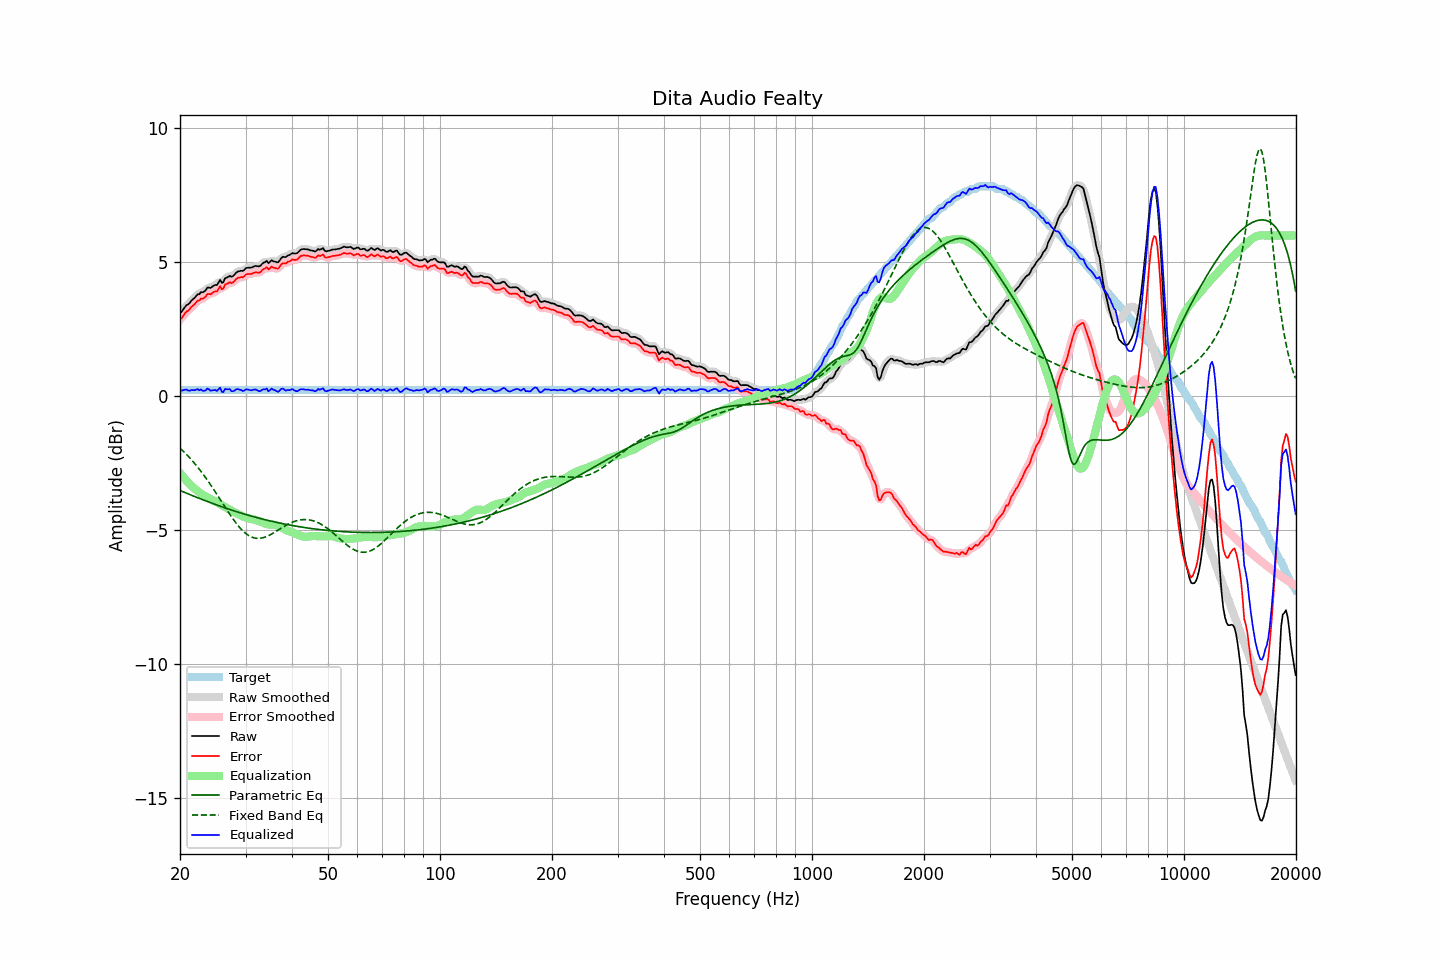 Dita Audio Fealty
Amplitude (dBr)
10
5
0
−5
−10
−15
Target
Raw Smoothed
Error Smoothed
Raw
Error
Equalization
Parametric Eq
Fixed Band Eq
Equalized
20 50 100 200 500 1000 2000 5000 10000 20000
Frequency (Hz)